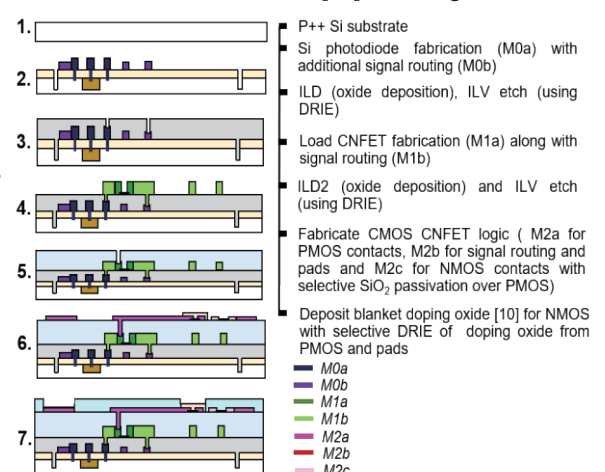 1.
2.
3.
4.
5.
6.
7.
P++ Si substrate
Si photodiode fabrication (M0a) with
additional signal routing (M0b)
ILD (oxide deposition), ILV etch (using
DRIE)
Load CNFET fabrication (M1a) along with
signal routing (M1b)
ILD2 (oxide deposition) and ILV etch
(using DRIE)
Fabricate CMOS CNFET logic ( M2a for
PMOS contacts, M2b for signal routing and
pads and M2c for NMOS contacts with
selective SiO₂ passivation over PMOS)
Deposit blanket doping oxide [10] for NMOS
with selective DRIE of doping oxide from
PMOS and pads
M0a
M0b
M1a
M1b
M2a
M2b
M2c